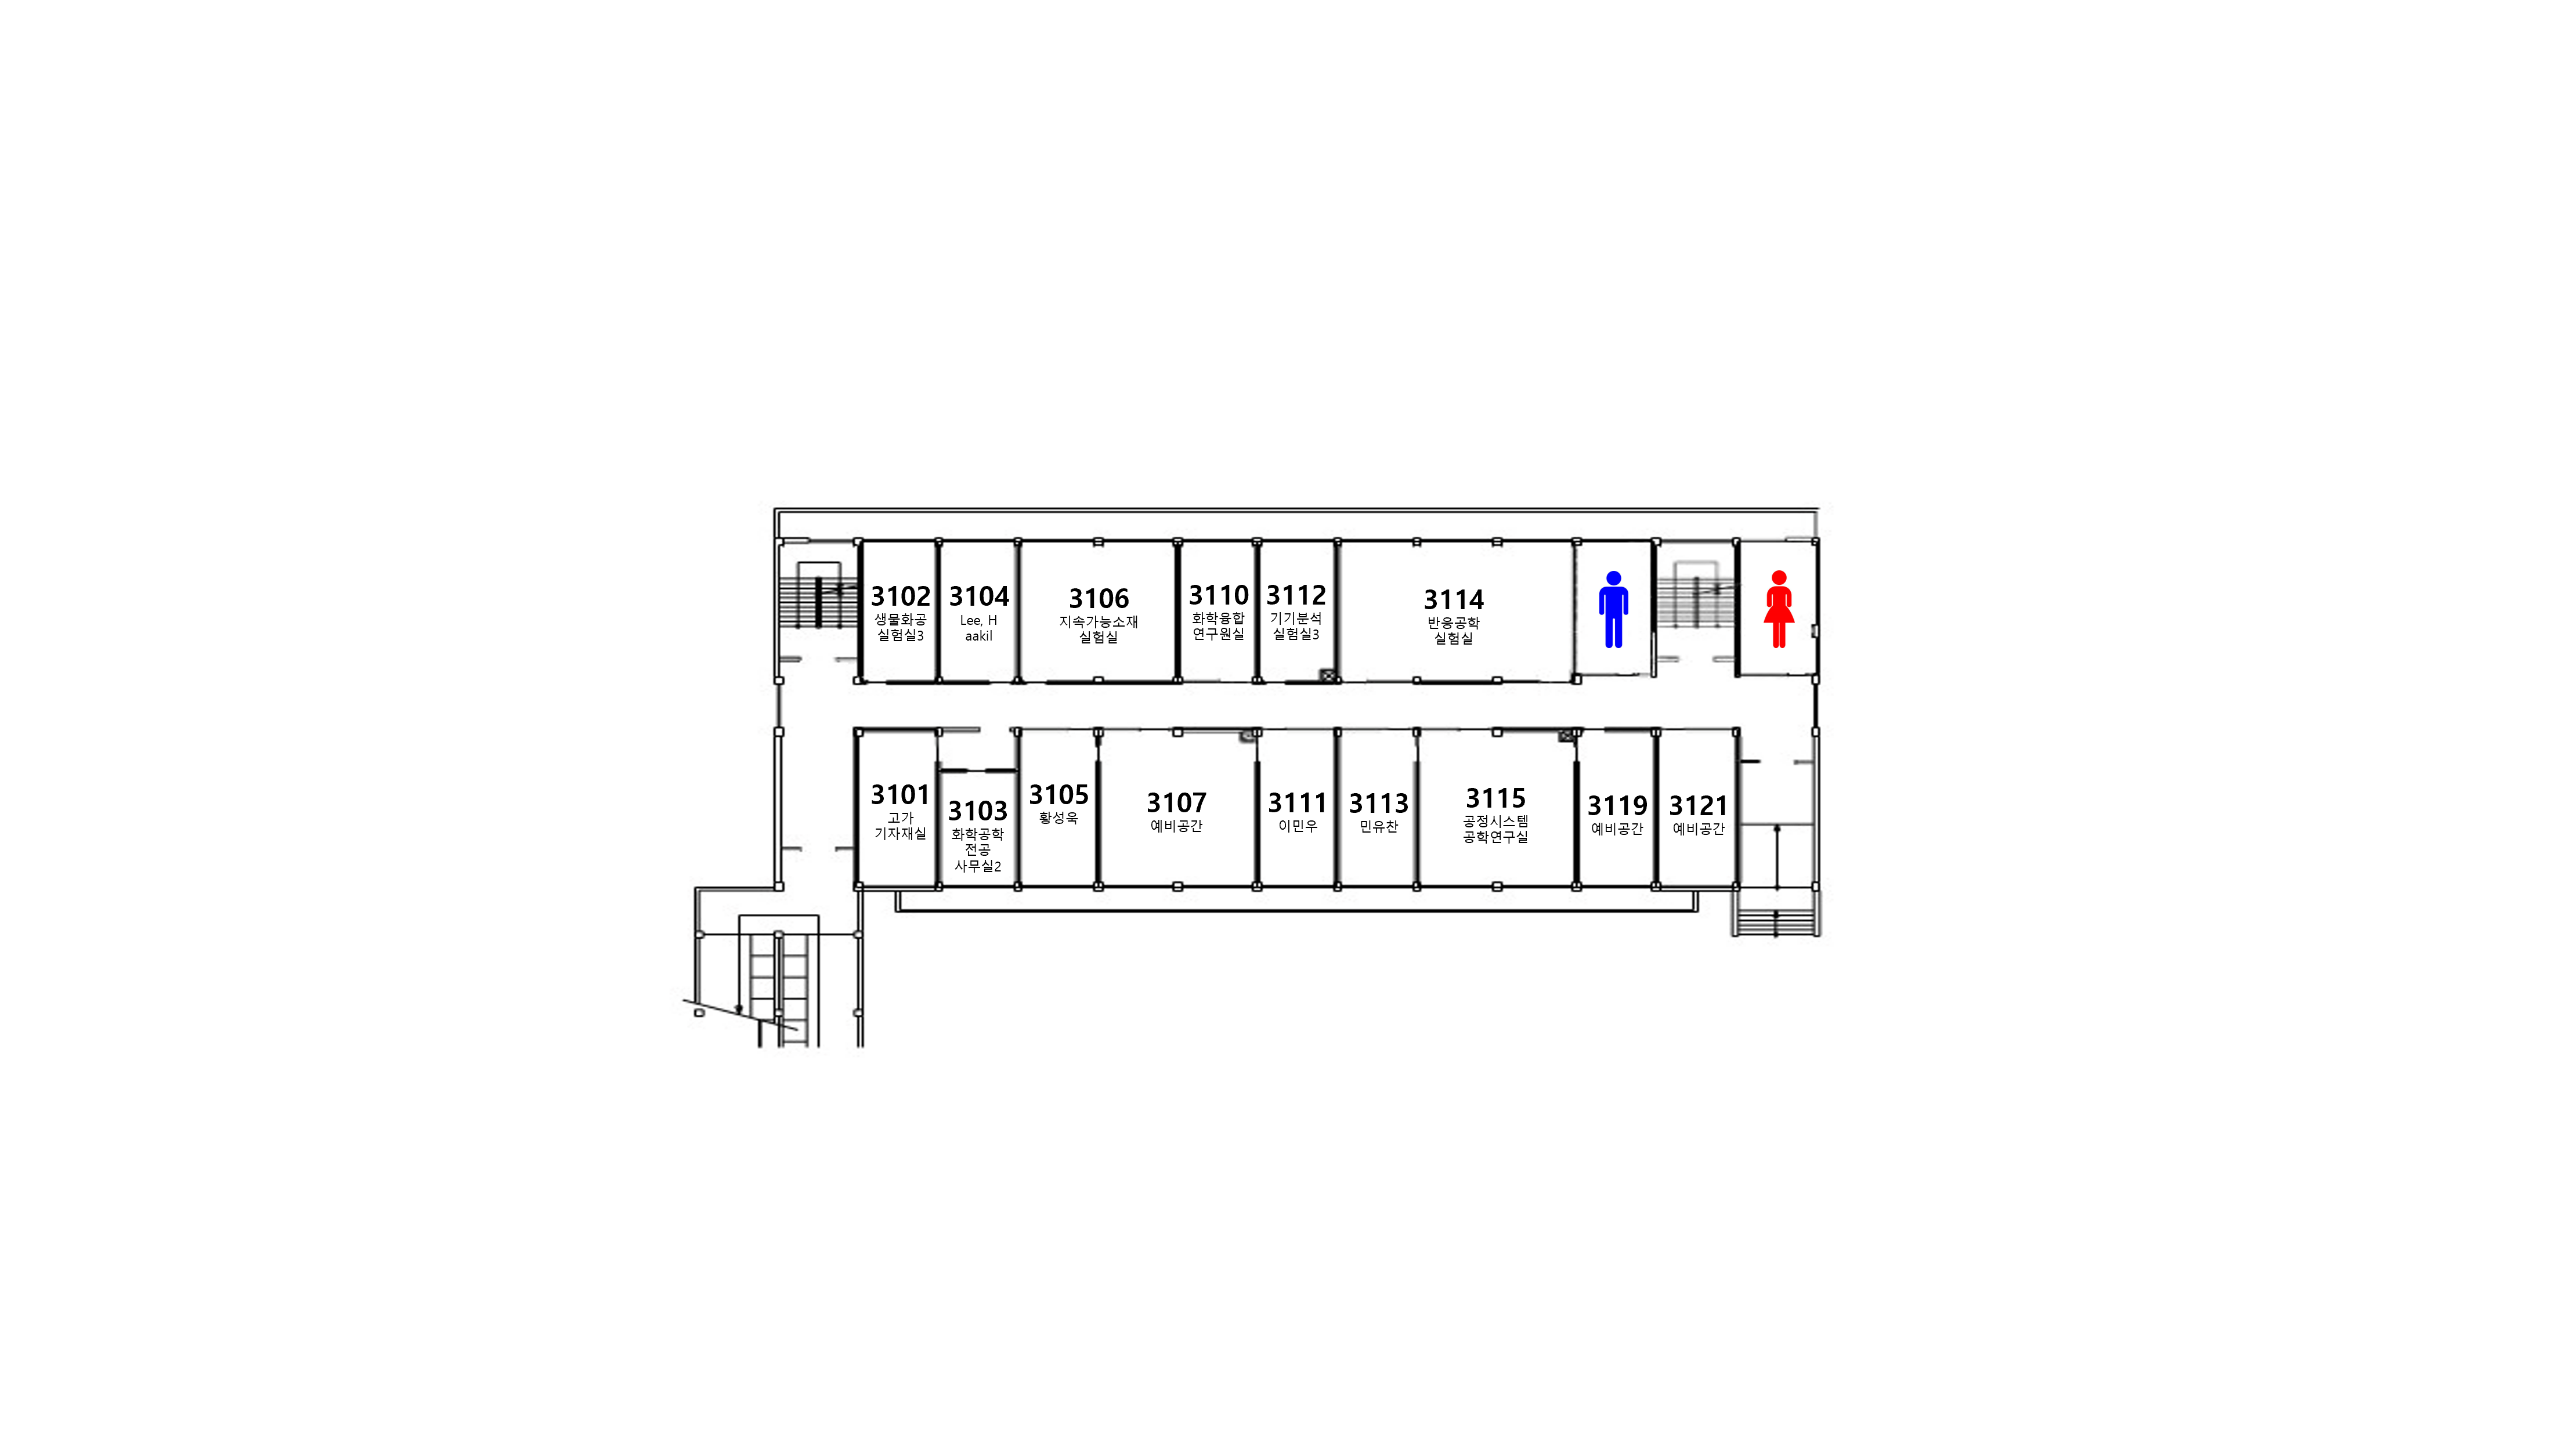 3102
생물화공
실험실3
3104
Lee, H
aakil
3106
지속가능소재
실험실
3110
화학융합
연구원실
3112
기기분석
실험실3
3114
반응공학
실험실
3101
고가
기자재실
3103
화학공학
전공
사무실2
3105
황성욱
3107
예비공간
3111
이민우
3113
민유찬
3115
공정시스템
공학연구실
3119
예비공간
3121
예비공간